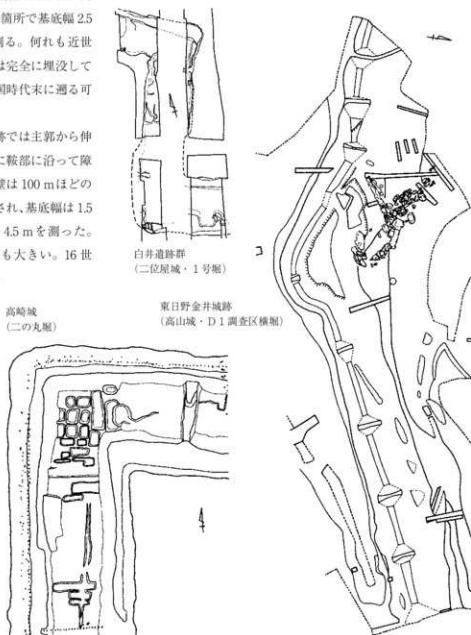 箇所で基底幅 2.5
る。何れも近世
は完全に埋没して
国時代末に遡る可
跡では主郭から伸
に鞍部に沿って障
壁は 100 m ほどの
され、基底幅は 1.5
4.5 m を測った。
も大きい。16 世
白井遺跡群
(二位屋城・1号堀)
高崎城
(二の丸堀)
東日野金井城跡
(高山城・D 1 調査区横堀)